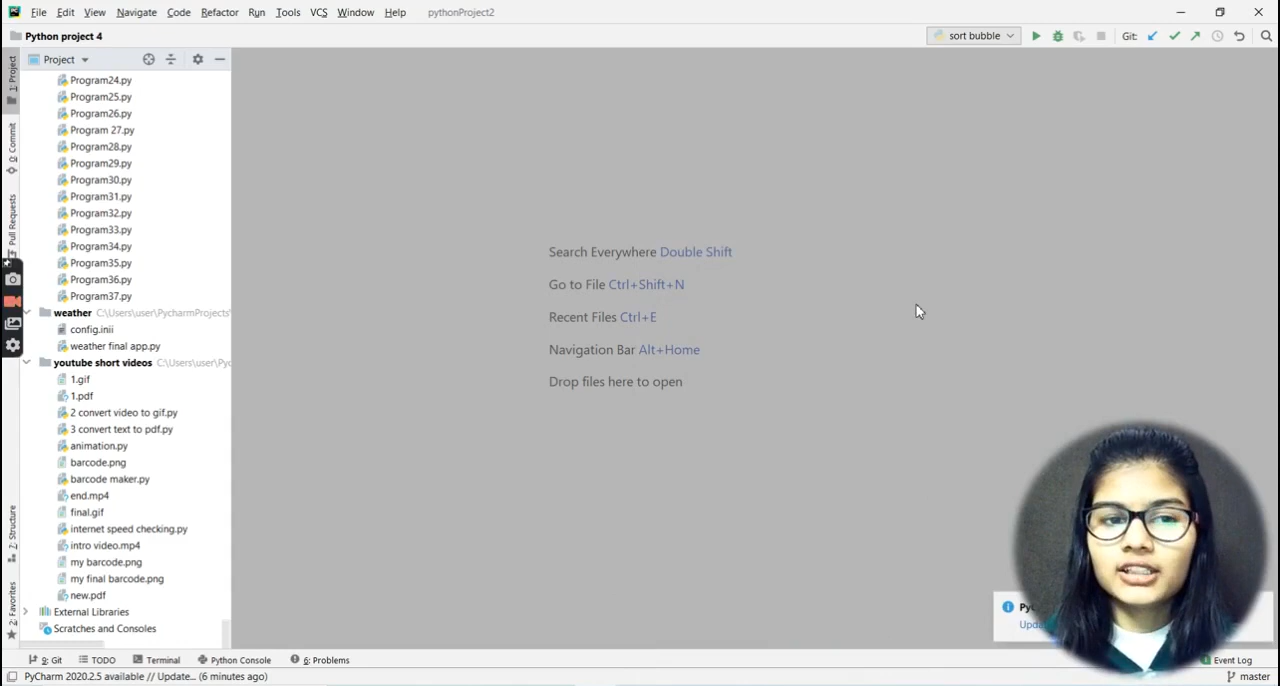 File Edit View Navigate Code Refactor Run Tools VCS Window Help pythonProject2
Python project 4
sort bubble
Git:
1: Project
0: Commit
Pull Requests
7: Structure
2: Favorites
Project
Program24.py
Program25.py
Program26.py
Program 27.py
Program28.py
Program29.py
Program30.py
Program31.py
Program32.py
Program33.py
Program34.py
Program35.py
Program36.py
Program37.py
weather C:\Users\user\PycharmProjects'
config.inii
weather final app.py
youtube short videos C:\Users\user\Pyc
1.gif
1.pdf
2 convert video to gif.py
3 convert text to pdf.py
animation.py
barcode.png
barcode maker.py
end.mp4
final.gif
internet speed checking.py
intro video.mp4
my barcode.png
my final barcode.png
new.pdf
External Libraries
Scratches and Consoles
Search Everywhere Double Shift
Go to File Ctrl+Shift+N
Recent Files Ctrl+E
Navigation Bar Alt+Home
Drop files here to open
9: Git TODO Terminal Python Console 6: Problems
Event Log
PyCharm 2020.2.5 available // Update... (6 minutes ago)
master